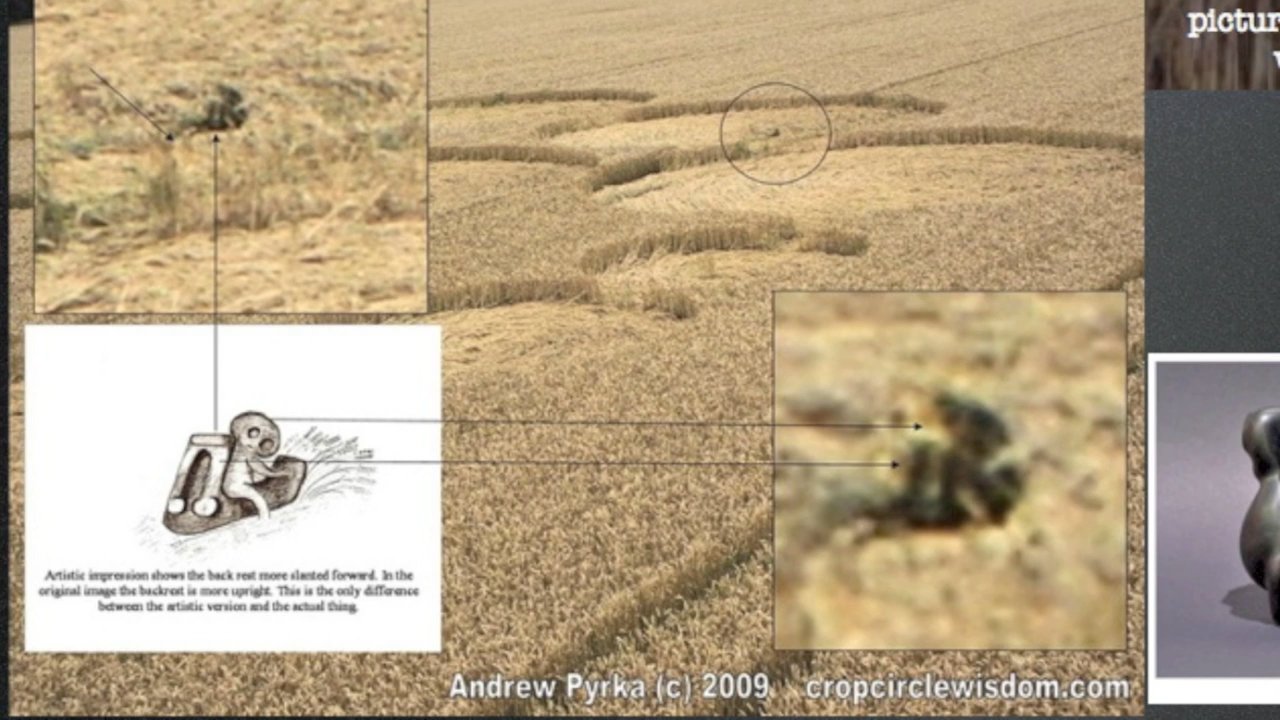 pictur
Artistic impression shows the back rest more slanted forward. In the
original image the backrest is more upright. This is the only difference
between the artistic version and the actual thing.
Andrew Pyrka (c) 2009 cropcirclewisdom.com